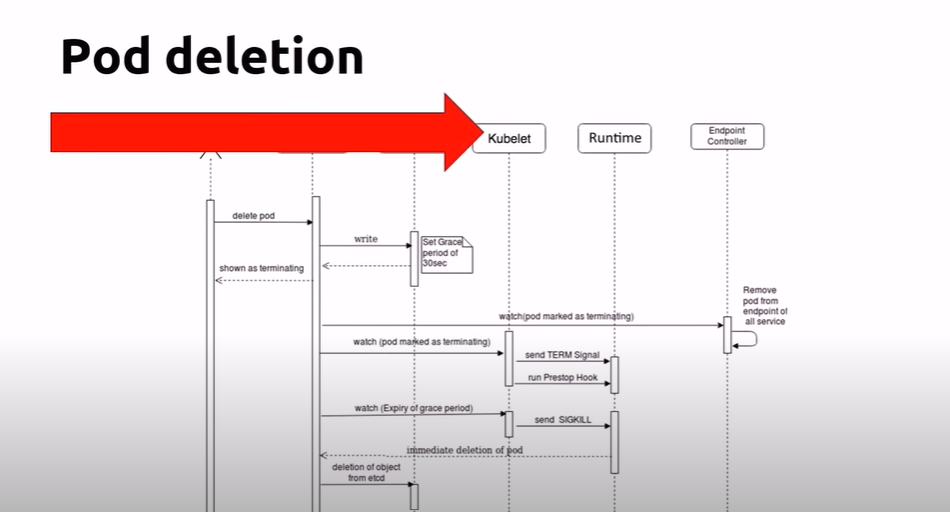 Pod deletion
Kubelet
Runtime
Endpoint
Controller
delete pod
write
Set Grace
period of
30sec
shown as terminating
Remove
pod from
endpoint of
all service
watch(pod marked as terminating)
watch (pod marked as terminating)
send TERM Signal
run Prestop Hook
watch (Expiry of grace period)
send SIGKILL
immediate deletion of pod
deletion of object
from etcd